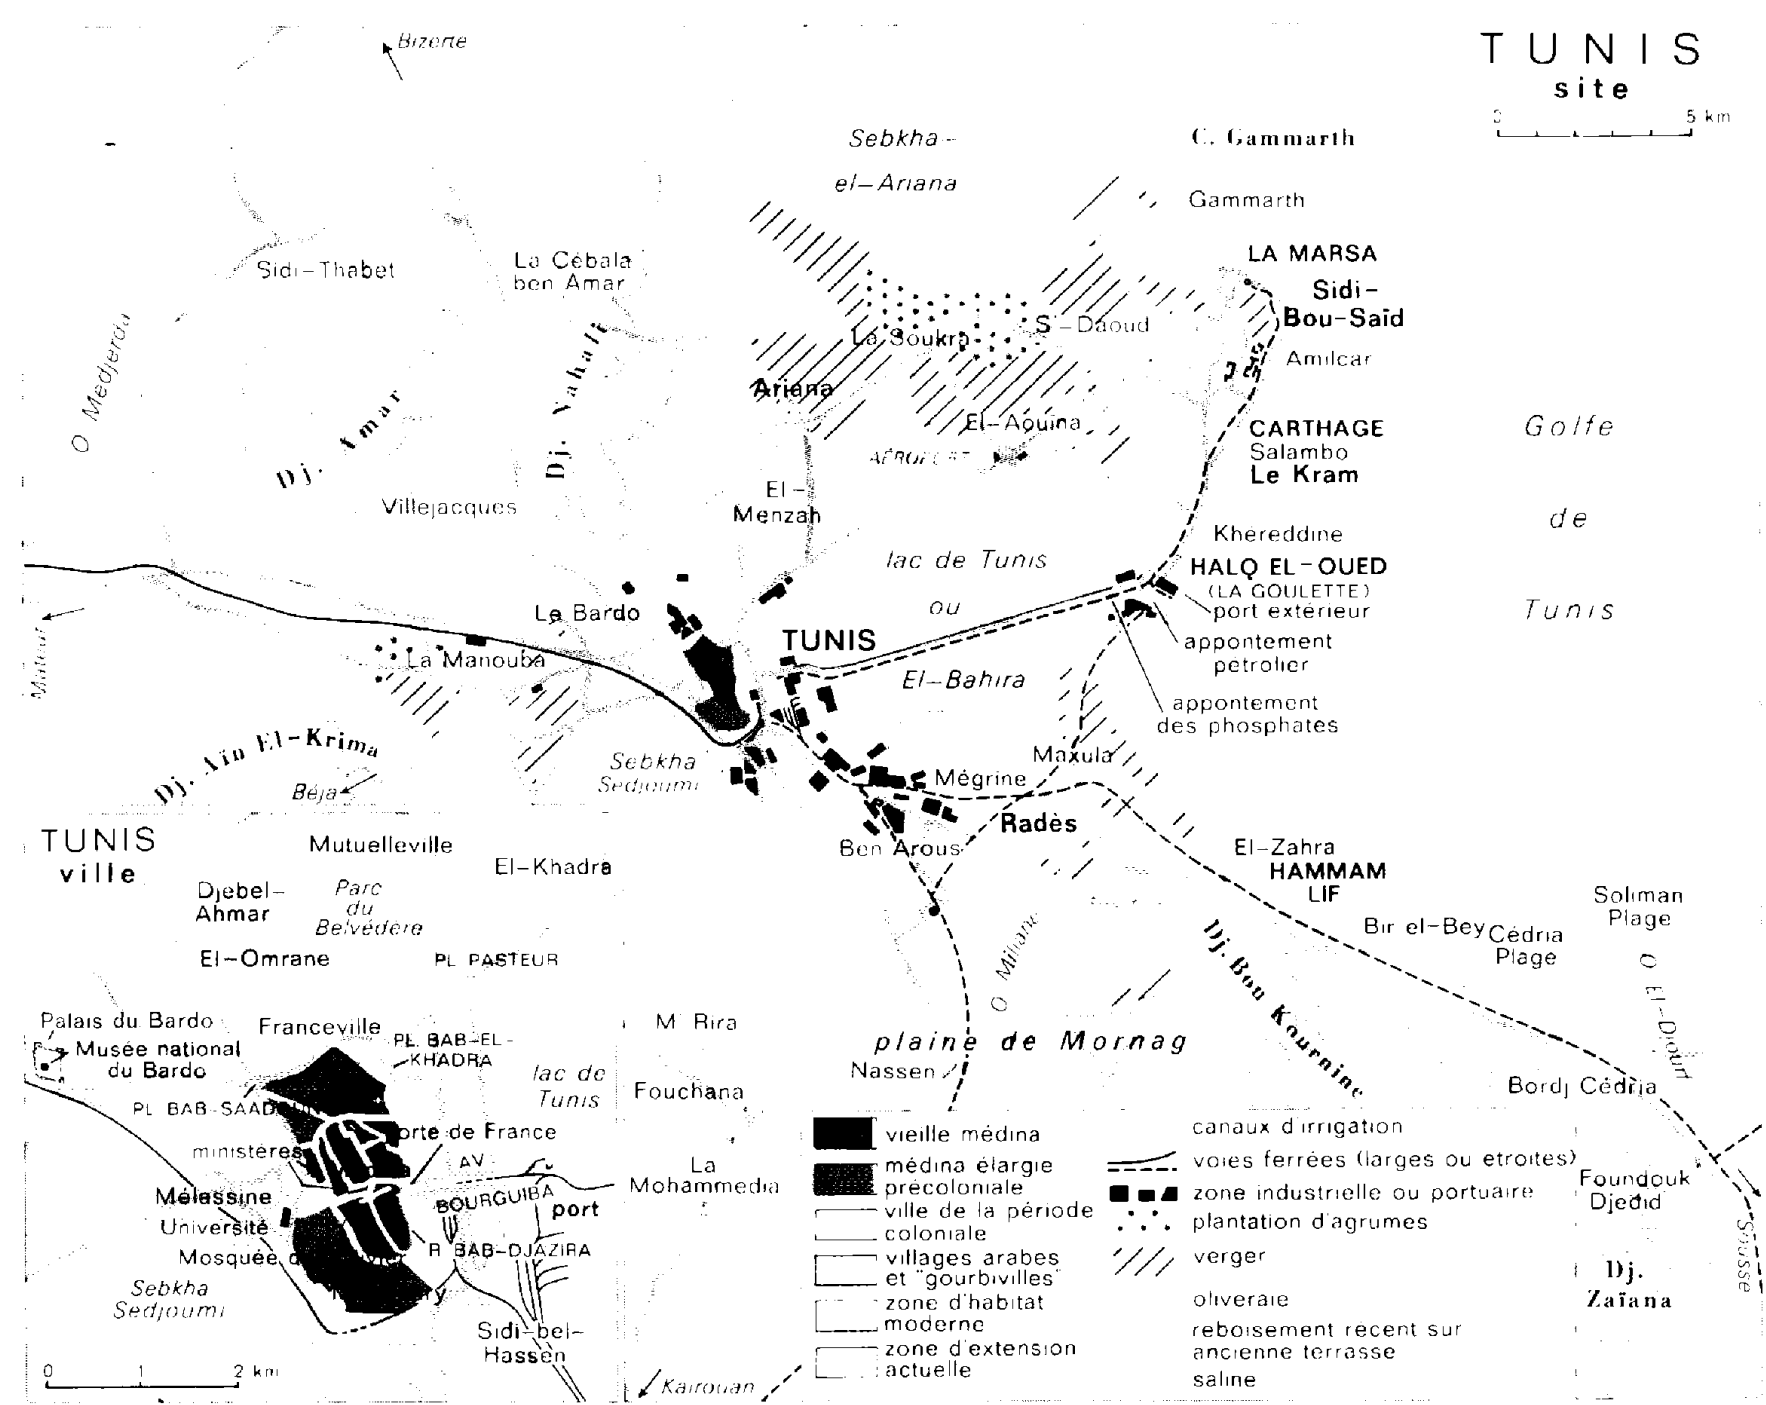 TUNIS
site
0 5 km
Bizerte
Sebkha-
el-Ariana
C. Gammarth
Gammarth
LA MARSA
Sidi-
Bou-Saïd
Amilcar
Sidi-Thabet
La Cébala
ben Amar
O Medjerda
Dj. Amar
Dj. Nahali
La Soukra
S'-Daoud
Ariana
El-Aouïna
AÉROPORT
CARTHAGE
Salambo
Le Kram
Golfe
de
Tunis
Villejacques
El-
Menzah
Khéreddine
HALQ EL-OUED
(LA GOULETTE)
port extérieur
appontement
pétrolier
appontement
des phosphates
lac de Tunis
ou
El-Bahira
Le Bardo
TUNIS
La Manouba
Mateur
Dj. Aïn El-Krima
Béja
Sebkha
Sedjoumi
Maxula
Mégrine
Radès
Ben Arous
El-Zahra
HAMMAM
LIF
Bir el-Bey
Cédria
Plage
Soliman
Plage
O El-Djourf
O Miliane
Dj. Bou Kournine
plaine de Mornag
Nassen
Bordj Cédria
Foundouk
Djedid
Sousse
Dj.
Zaïana
M' Rira
Fouchana
La
Mohammedia
Kairouan
TUNIS
ville
Mutuelleville
El-Khadra
Djebel-
Ahmar
Parc
du
Belvédère
El-Omrane
PL PASTEUR
Palais du Bardo
Musée national
du Bardo
Franceville
PL. BAB-EL-
KHADRA
lac de
Tunis
PL BAB-SAADOUN
ministères
Porte de France
AV
BOURGUIBA
port
Mélassine
Université
Mosquée
R BAB-DJAZIRA
Sebkha
Sedjoumi
Sidi-bel-
Hassen
0 1 2 km
vieille médina
médina élargie
précoloniale
ville de la période
coloniale
villages arabes
et "gourbivilles"
zone d'habitat
moderne
zone d'extension
actuelle
canaux d'irrigation
voies ferrées (larges ou etroites)
zone industrielle ou portuaire
plantation d'agrumes
verger
oliveraie
reboisement récent sur
ancienne terrasse
saline